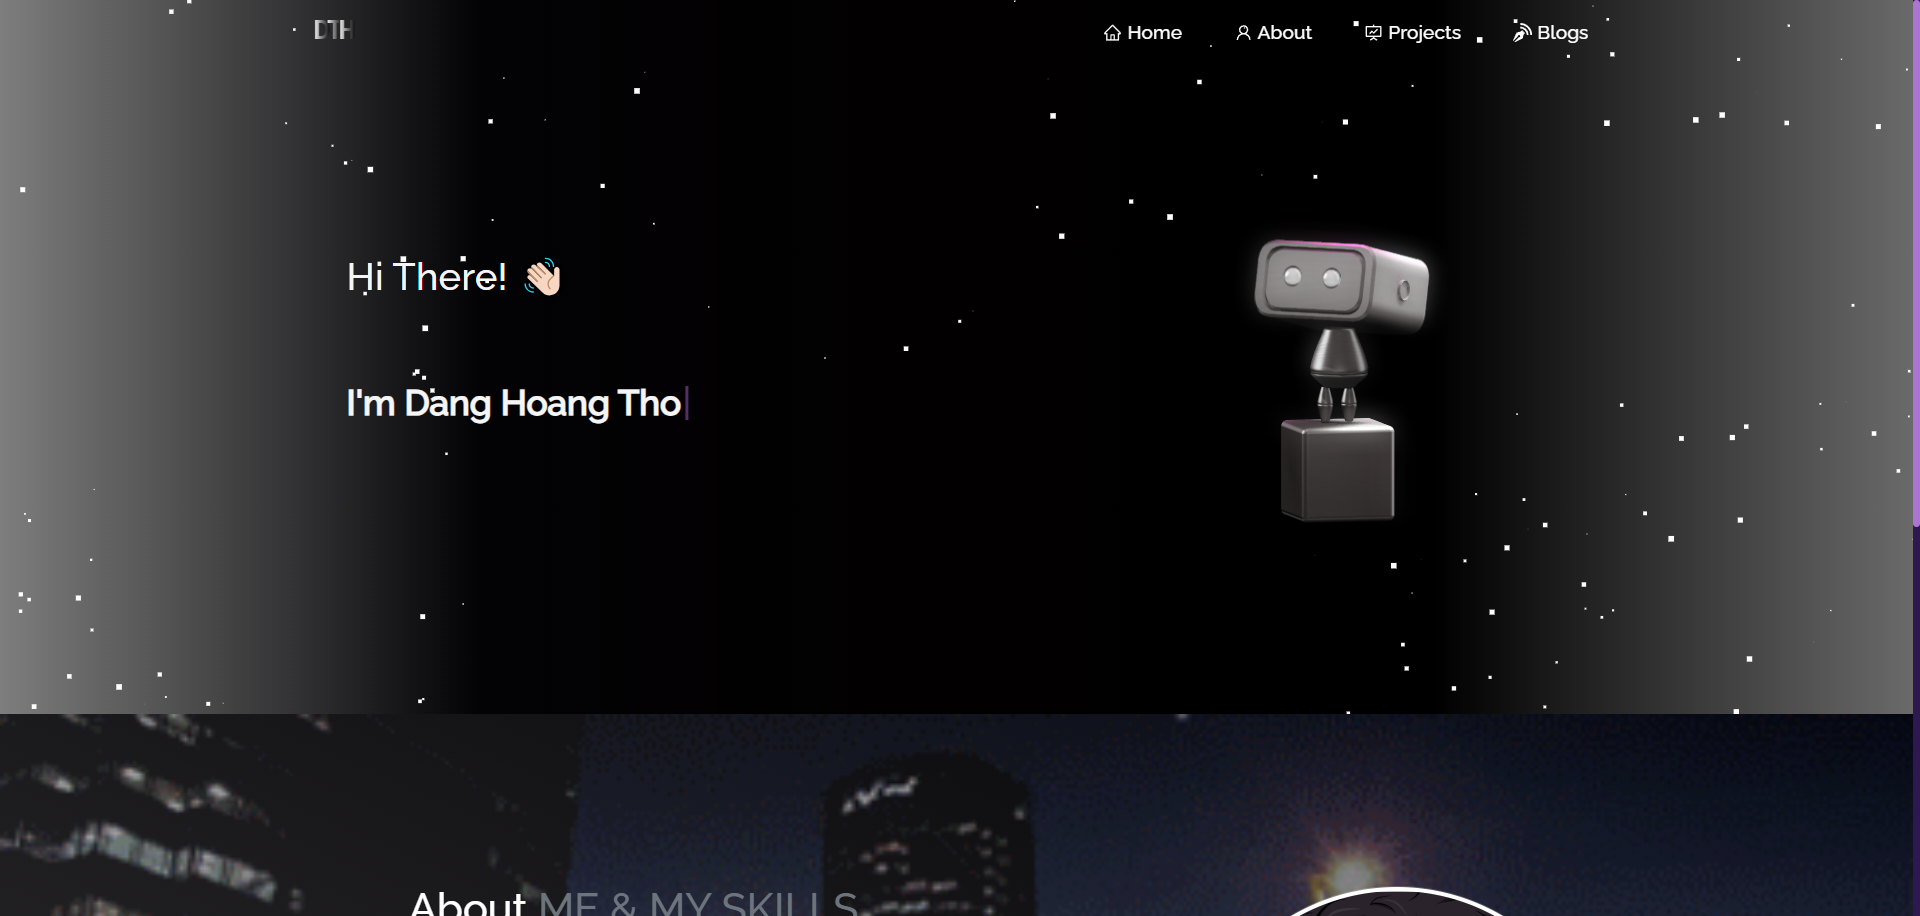 DTH
Home About Projects Blogs
Hi There! 👋🏻
I'm Dang Hoang Tho
About ME & MY SKILLS